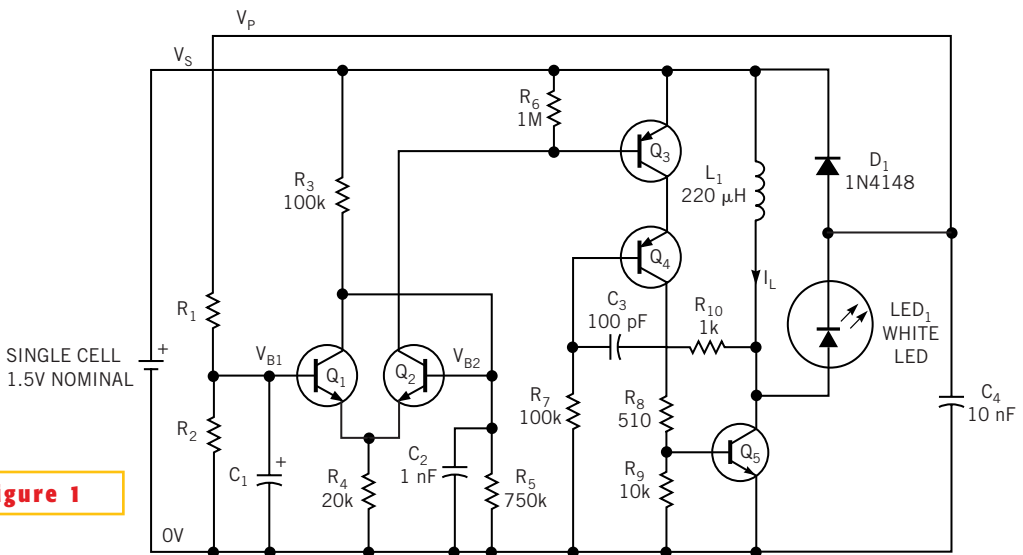 VP
VS
R6
1M
Q3
R3
100k
L1
220 μH
D1
1N4148
Q4
IL
C3
100 pF
R10
1k
R1
LED1
WHITE
LED
SINGLE CELL
1.5V NOMINAL
+
VB1
Q1
Q2
VB2
R7
100k
R8
510
C4
10 nF
R2
C1
+
R4
20k
C2
1 nF
R5
750k
R9
10k
Q5
igure 1
0V